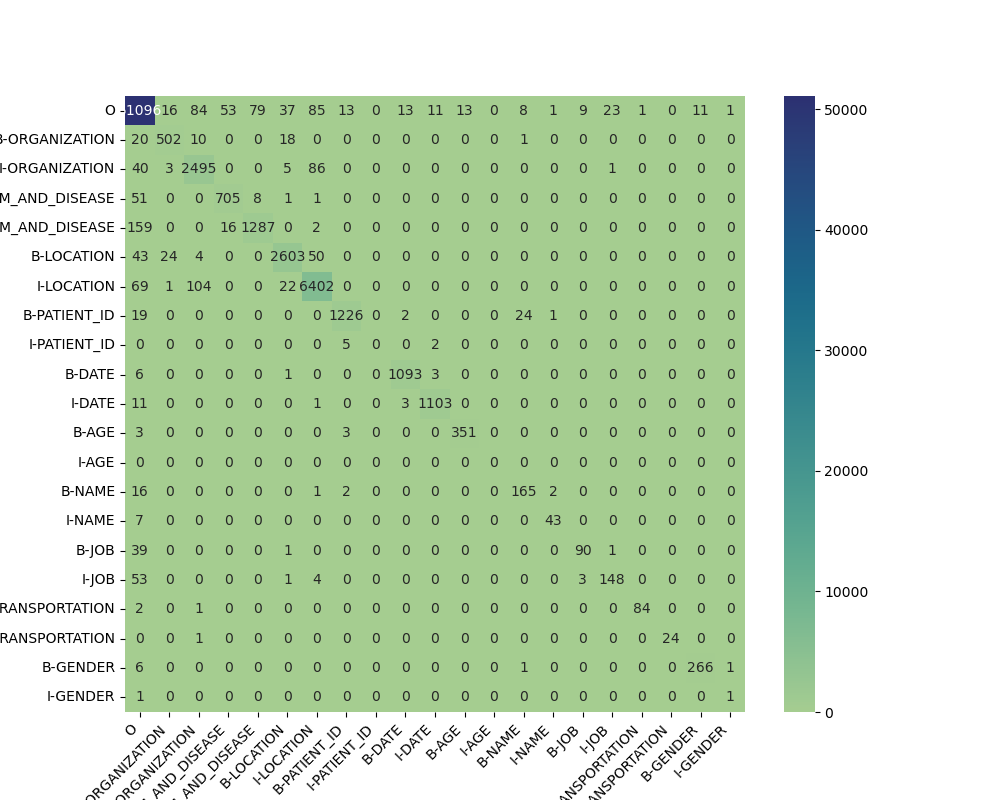 O 1096 16 84 53 79 37 85 13 0 13 11 13 0 8 1 9 23 1 0 11 1
B-ORGANIZATION 20 502 10 0 0 18 0 0 0 0 0 0 0 1 0 0 0 0 0 0 0
I-ORGANIZATION 40 3 2495 0 0 5 86 0 0 0 0 0 0 0 0 0 1 0 0 0 0
M_AND_DISEASE 51 0 0 705 8 1 1 0 0 0 0 0 0 0 0 0 0 0 0 0 0
M_AND_DISEASE 159 0 0 16 1287 0 2 0 0 0 0 0 0 0 0 0 0 0 0 0 0
B-LOCATION 43 24 4 0 0 2603 50 0 0 0 0 0 0 0 0 0 0 0 0 0 0
I-LOCATION 69 1 104 0 0 22 6402 0 0 0 0 0 0 0 0 0 0 0 0 0 0
B-PATIENT_ID 19 0 0 0 0 0 0 1226 0 2 0 0 0 24 1 0 0 0 0 0 0
I-PATIENT_ID 0 0 0 0 0 0 0 5 0 0 2 0 0 0 0 0 0 0 0 0 0
B-DATE 6 0 0 0 0 1 0 0 0 1093 3 0 0 0 0 0 0 0 0 0 0
I-DATE 11 0 0 0 0 0 1 0 0 3 1103 0 0 0 0 0 0 0 0 0 0
B-AGE 3 0 0 0 0 0 0 3 0 0 0 351 0 0 0 0 0 0 0 0 0
I-AGE 0 0 0 0 0 0 0 0 0 0 0 0 0 0 0 0 0 0 0 0 0
B-NAME 16 0 0 0 0 0 1 2 0 0 0 0 0 165 2 0 0 0 0 0 0
I-NAME 7 0 0 0 0 0 0 0 0 0 0 0 0 0 43 0 0 0 0 0 0
B-JOB 39 0 0 0 0 1 0 0 0 0 0 0 0 0 0 90 1 0 0 0 0
I-JOB 53 0 0 0 0 1 4 0 0 0 0 0 0 0 0 3 148 0 0 0 0
RANSPORTATION 2 0 1 0 0 0 0 0 0 0 0 0 0 0 0 0 0 84 0 0 0
RANSPORTATION 0 0 1 0 0 0 0 0 0 0 0 0 0 0 0 0 0 0 24 0 0
B-GENDER 6 0 0 0 0 0 0 0 0 0 0 0 0 1 0 0 0 0 0 266 1
I-GENDER 1 0 0 0 0 0 0 0 0 0 0 0 0 0 0 0 0 0 0 0 1
O
ORGANIZATION
ORGANIZATION
_AND_DISEASE
_AND_DISEASE
B-LOCATION
I-LOCATION
B-PATIENT_ID
I-PATIENT_ID
B-DATE
I-DATE
B-AGE
I-AGE
B-NAME
I-NAME
B-JOB
I-JOB
ANSPORTATION
ANSPORTATION
B-GENDER
I-GENDER
50000
40000
30000
20000
10000
0